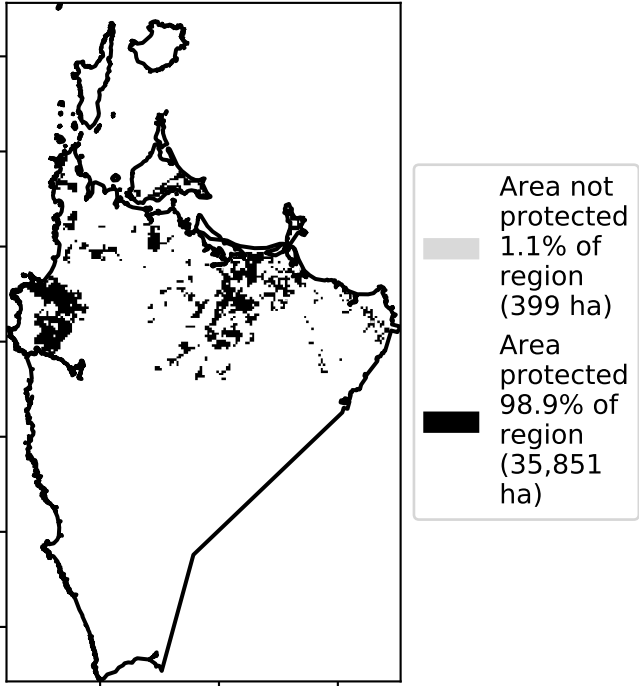 Area not
protected
1.1% of
region
(399 ha)
Area
protected
98.9% of
region
(35,851
ha)